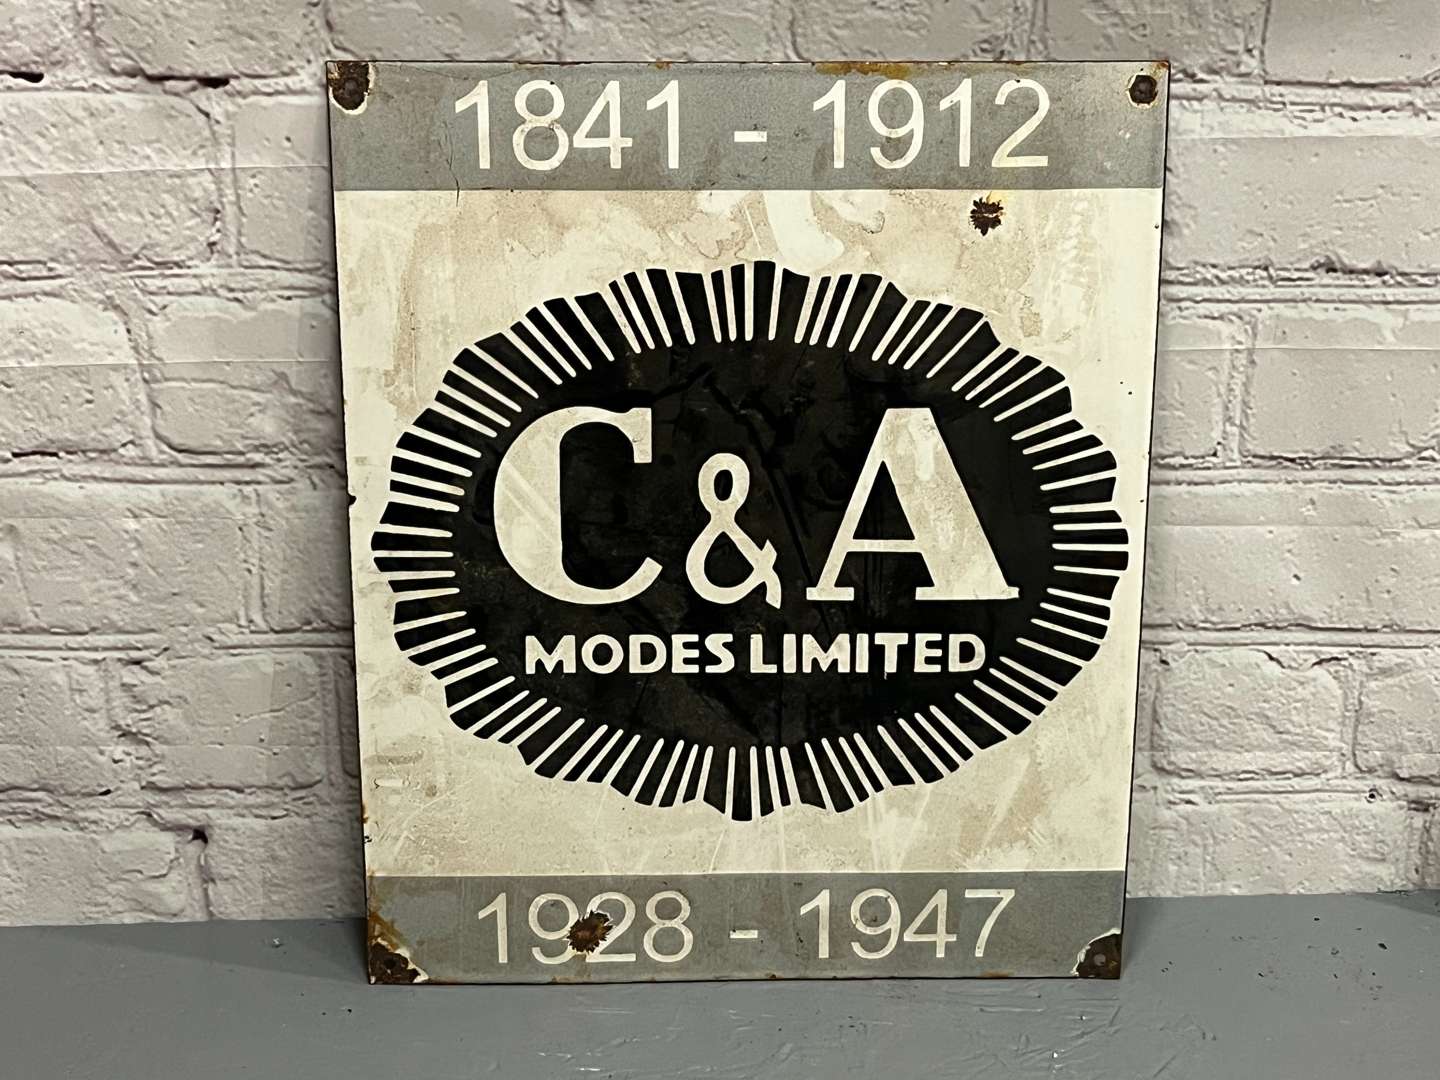 1841 - 1912
C & A
MODES LIMITED
1928 - 1947